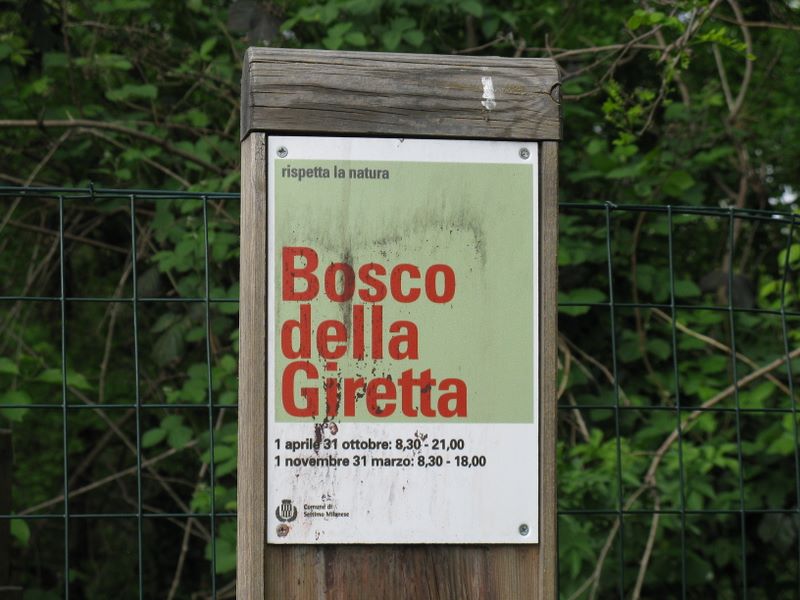 rispetta la natura
Bosco
della
Giretta
1 aprile 31 ottobre: 8,30 - 21,00
1 novembre 31 marzo: 8,30 - 18,00
Comune di
Settimo Milanese